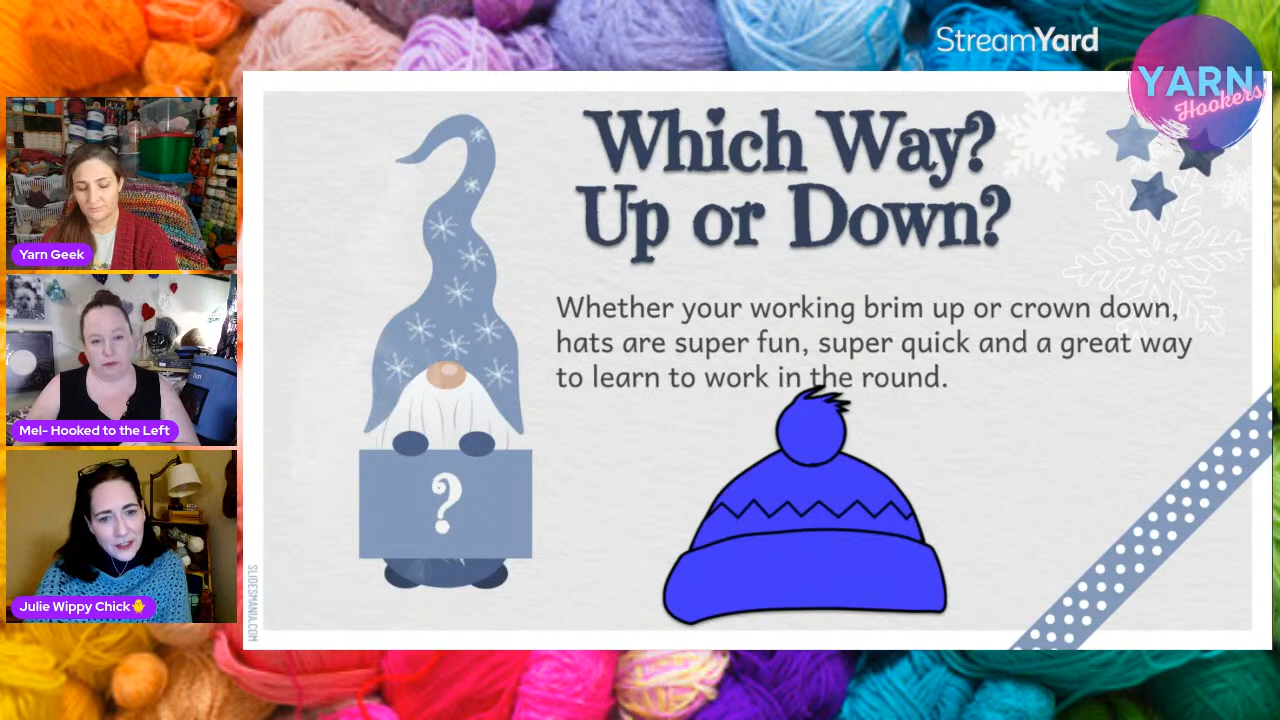 StreamYard
YARN
Hookers
Which Way?
Up or Down?
Whether your working brim up or crown down,
hats are super fun, super quick and a great way
to learn to work in the round.
?
SLIDESMANIA.COM
Yarn Geek
Mel- Hooked to the Left
Julie Wippy Chick🐥